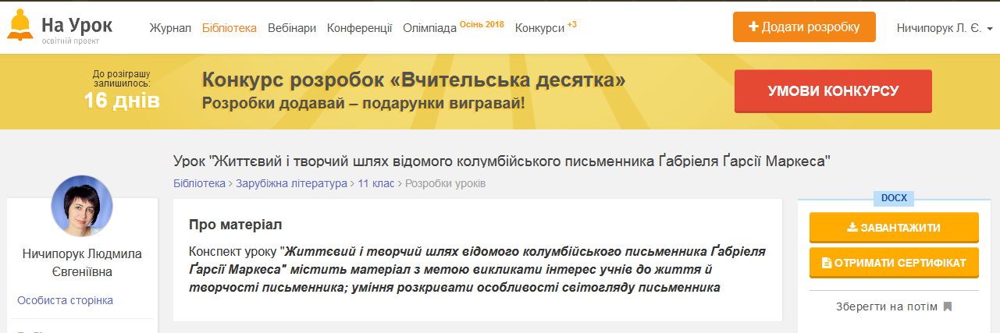 На Урок
освітній проект
Журнал Бібліотека Вебінари Конференції Олімпіада Осінь 2018 Конкурси +3
Додати розробку
Ничипорук Л. Є.
До розіграшу
залишилось:
16 днів
Конкурс розробок «Вчительська десятка»
Розробки додавай – подарунки вигравай!
УМОВИ КОНКУРСУ
Урок "Життєвий і творчий шлях відомого колумбійського письменника Ґабріеля Ґарсії Маркеса"
Бібліотека > Зарубіжна література > 11 клас > Розробки уроків
Ничипорук Людмила
Євгеніївна
Особиста сторінка
Про матеріал
Конспект уроку "Життєвий і творчий шлях відомого колумбійського письменника Ґабріеля
Ґарсії Маркеса" містить матеріал з метою викликати інтерес учнів до життя й
творчості письменника; уміння розкривати особливості світогляду письменника
DOCX
ЗАВАНТАЖИТИ
ОТРИМАТИ СЕРТИФІКАТ
Зберегти на потім